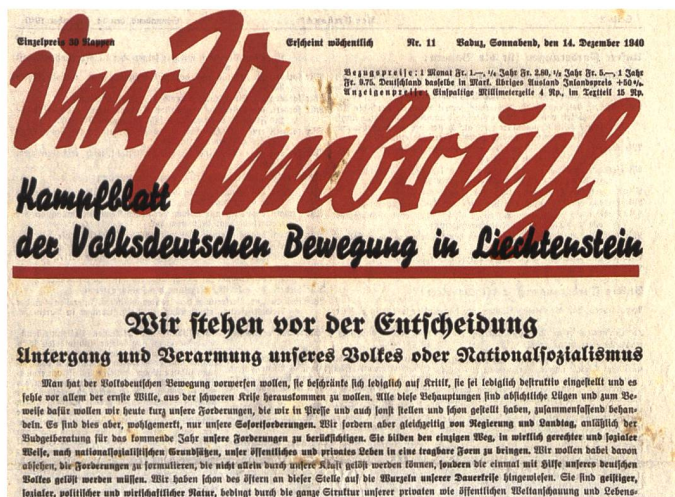 Einzelpreis 30 Rappen Erscheint wöchentlich Nr. 11 Vaduz, Sonnabend, den 14. Dezember 1940
Bezugspreise: 1 Monat Fr. 1.—, ¼ Jahr Fr. 2.80, ½ Jahr Fr. 5.—, 1 Jahr
Fr. 9.75. Deutschland dasselbe in Mark. Übriges Ausland Inlandspreis +50%.
Anzeigenpreise: Einspaltige Millimeterzeile 4 Rp., im Textteil 15 Rp.
Der Umbruch
Kampfblatt
der Volksdeutschen Bewegung in Liechtenstein
Wir stehen vor der Entscheidung
Untergang und Verarmung unseres Volkes oder Nationalsozialismus
Man hat der Volksdeutschen Bewegung vorwerfen wollen, sie beschränke sich lediglich auf Kritik, sie sei lediglich destruktiv eingestellt und es
fehle vor allem der ernste Wille, aus der schweren Krise herauskommen zu wollen. Alle diese Behauptungen sind absichtliche Lügen und zum Be-
weise dafür wollen wir heute kurz unsere Forderungen, die wir in Presse und auch sonst stellen und schon gestellt haben, zusammenfassend behan-
deln. Es sind dies aber, wohlgemerkt, nur unsere Sofortforderungen. Wir fordern aber gleichzeitig von Regierung und Landtag, anläßlich der
Budgetberatung für das kommende Jahr unsere Forderungen zu berücksichtigen. Sie bilden den einzigen Weg, in wirklich gerechter und sozialer
Weise, nach nationalsozialistischen Grundsätzen, unser öffentliches und privates Leben in eine tragbare Form zu bringen. Wir wollen dabei davon
absehen, die Forderungen zu formulieren, die nicht allein durch unsere Kraft gelöst werden können, sondern die einmal mit Hilfe unseres deutschen
Volkes gelöst werden müssen. Wir haben schon des öftern an dieser Stelle auf die Wurzeln unserer Dauerkrise hingewiesen. Sie sind geistiger,
sozialer, politischer und wirtschaftlicher Natur, bedingt durch die ganze Struktur unserer privaten wie öffentlichen Weltanschauung und Lebens-